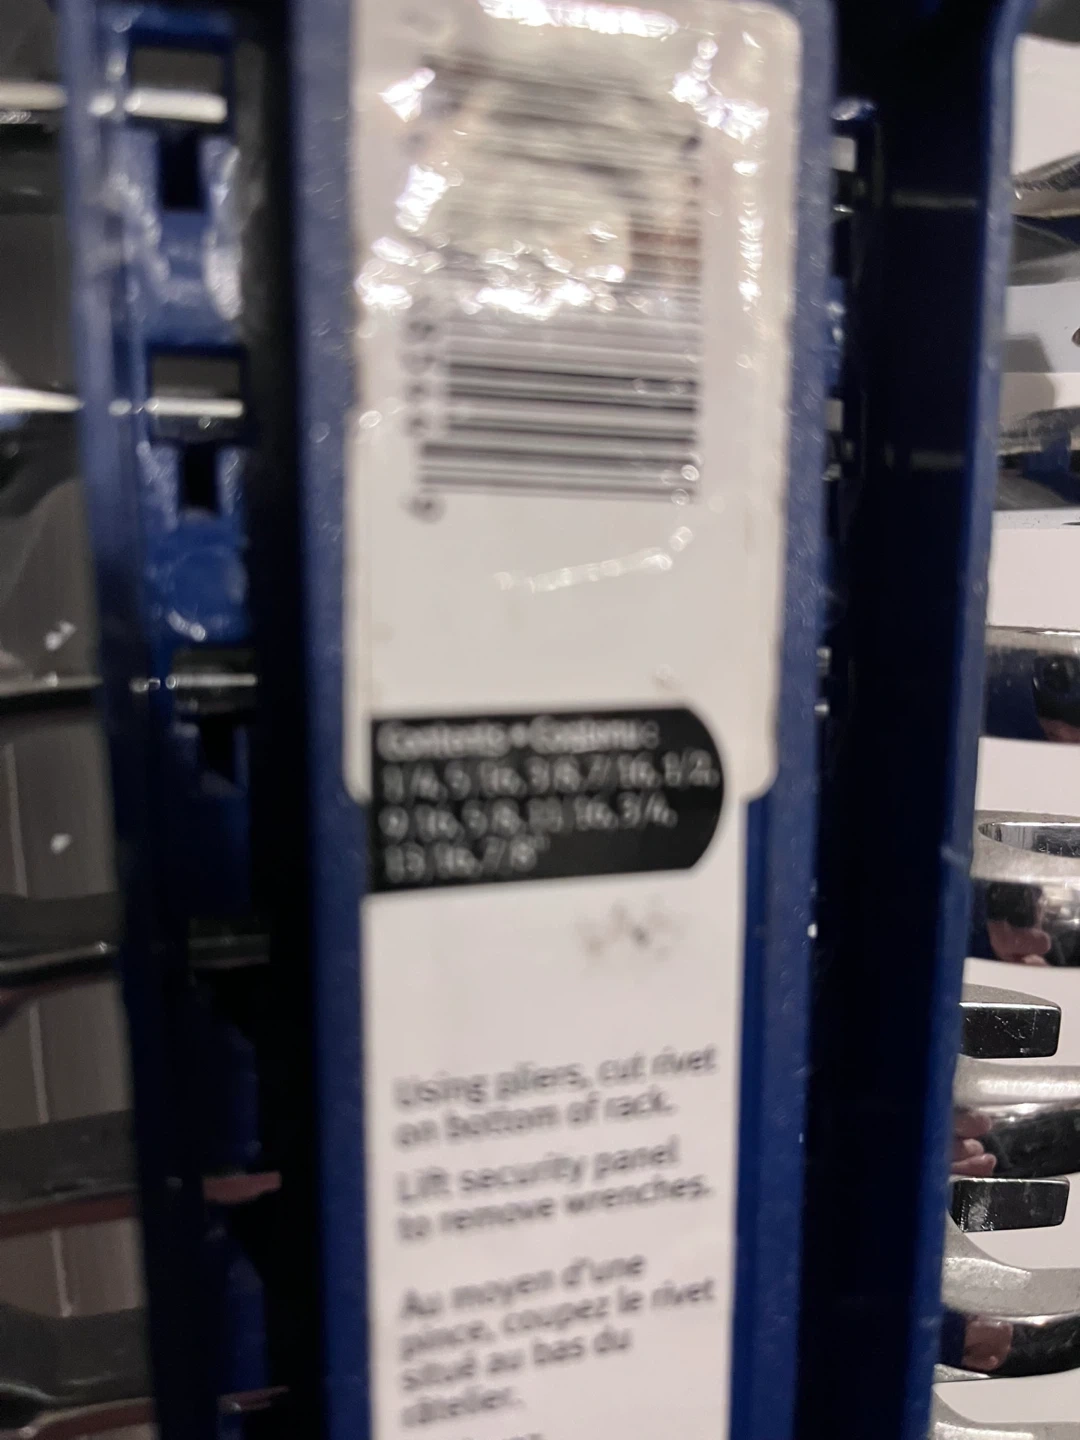 Contents • Contenu :
1/4, 5/16, 3/8, 7/16, 1/2,
9/16, 5/8, 11/16, 3/4,
13/16, 7/8"
Using pliers, cut rivet
on bottom of rack.
Lift security panel
to remove wrenches.
Au moyen d'une
pince, coupez le rivet
situé au bas du
râtelier.